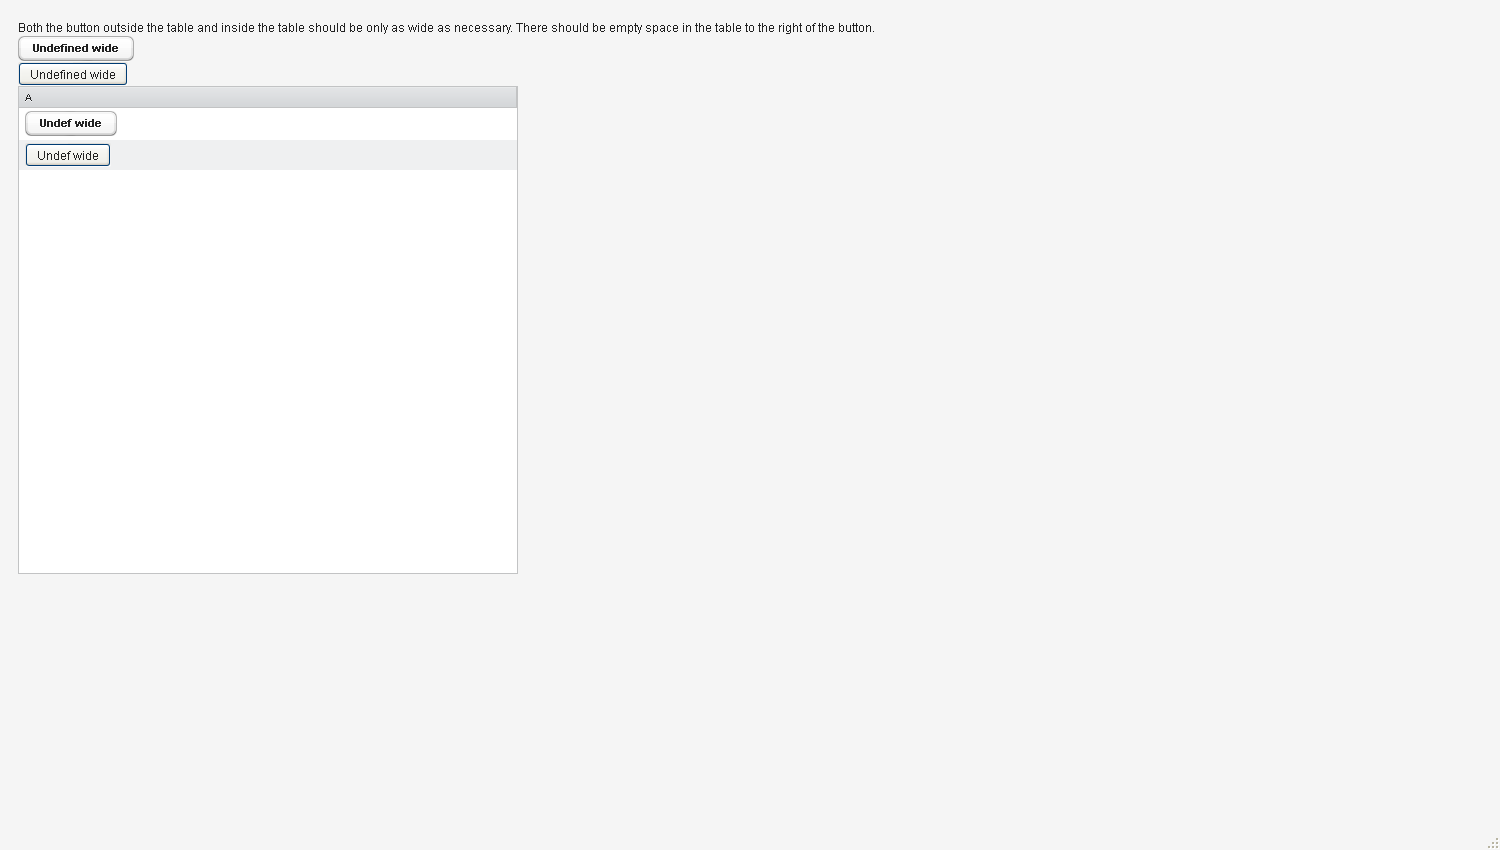 Both the button outside the table and inside the table should be only as wide as necessary. There should be empty space in the table to the right of the button.
Undefined wide
Undefined wide
A
Undef wide
Undef wide